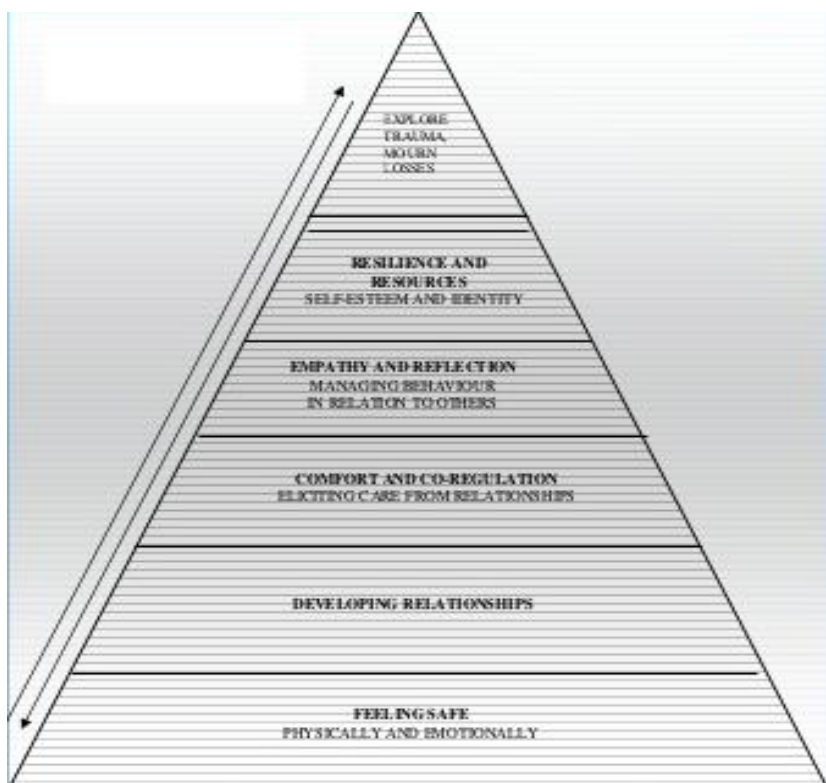 EXPLORE
TRAUMA,
MOURN
LOSSES
RESILIENCE AND
RESOURCES
SELF-ESTEEM AND IDENTITY
EMPATHY AND REFLECTION
MANAGING BEHAVIOUR
IN RELATION TO OTHERS
COMFORT AND CO-REGULATION
ELICITING CARE FROM RELATIONSHIPS
DEVELOPING RELATIONSHIPS
FEELING SAFE
PHYSICALLY AND EMOTIONALLY